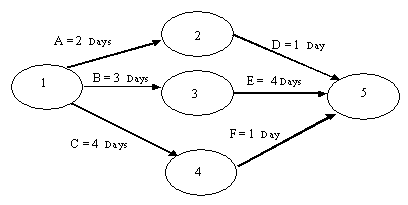 A = 2 Days
2
D = 1 Day
1
B = 3 Days
3
E = 4 Days
5
C = 4 Days
F = 1 Day
4